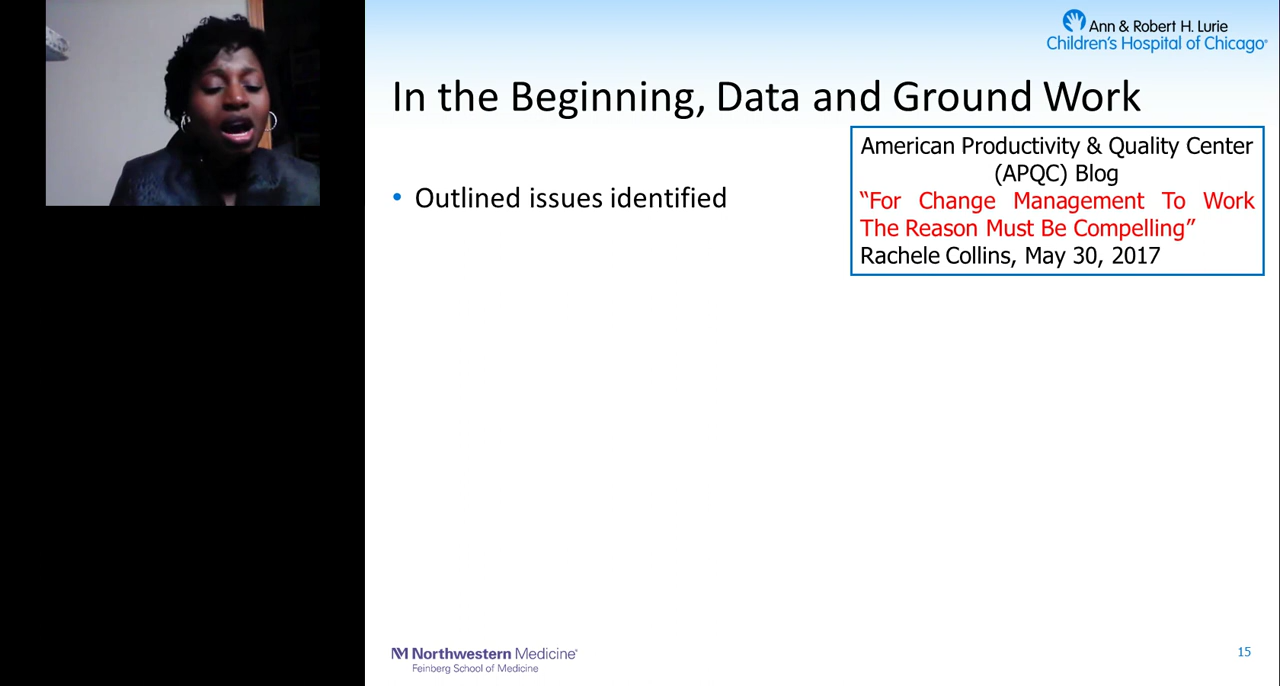 Ann & Robert H. Lurie
Children's Hospital of Chicago®
In the Beginning, Data and Ground Work
American Productivity & Quality Center
(APQC) Blog
“For Change Management To Work
The Reason Must Be Compelling”
Rachele Collins, May 30, 2017
• Outlined issues identified
Northwestern Medicine®
Feinberg School of Medicine
15